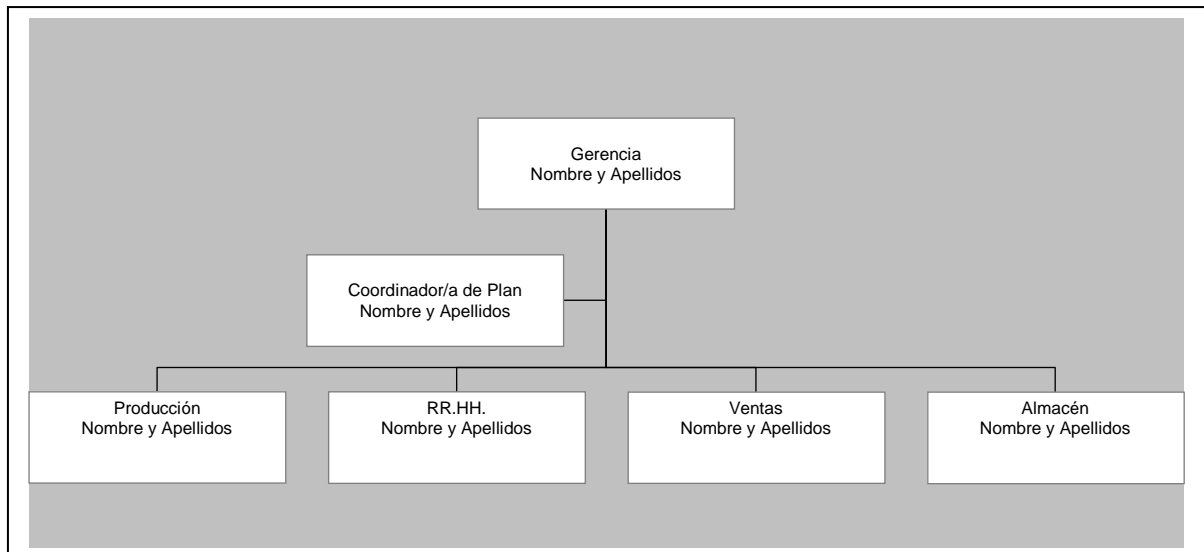 Gerencia
Nombre y Apellidos
Coordinador/a de Plan
Nombre y Apellidos
Producción
Nombre y Apellidos
RR.HH.
Nombre y Apellidos
Ventas
Nombre y Apellidos
Almacén
Nombre y Apellidos